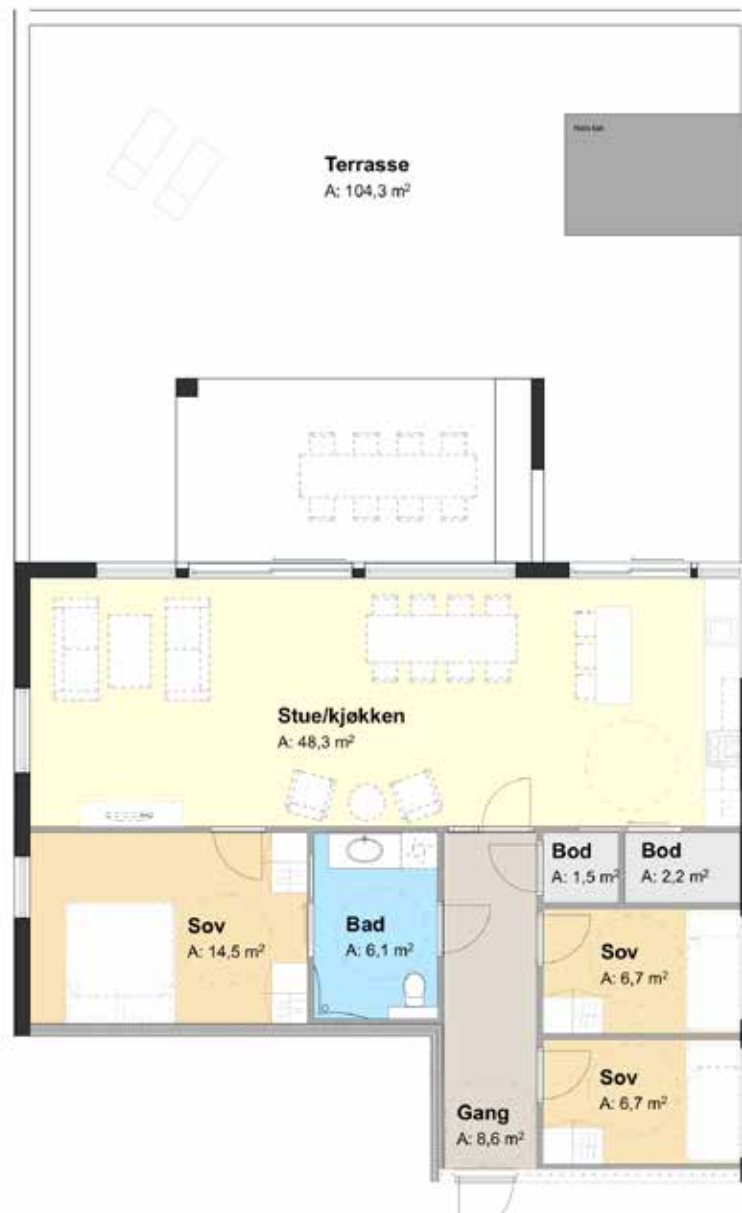 Terrasse
A: 104,3 m²
Stue/kjøkken
A: 48,3 m²
Bod
A: 1,5 m²
Bod
A: 2,2 m²
Sov
A: 14,5 m²
Bad
A: 6,1 m²
Sov
A: 6,7 m²
Sov
A: 6,7 m²
Gang
A: 8,6 m²